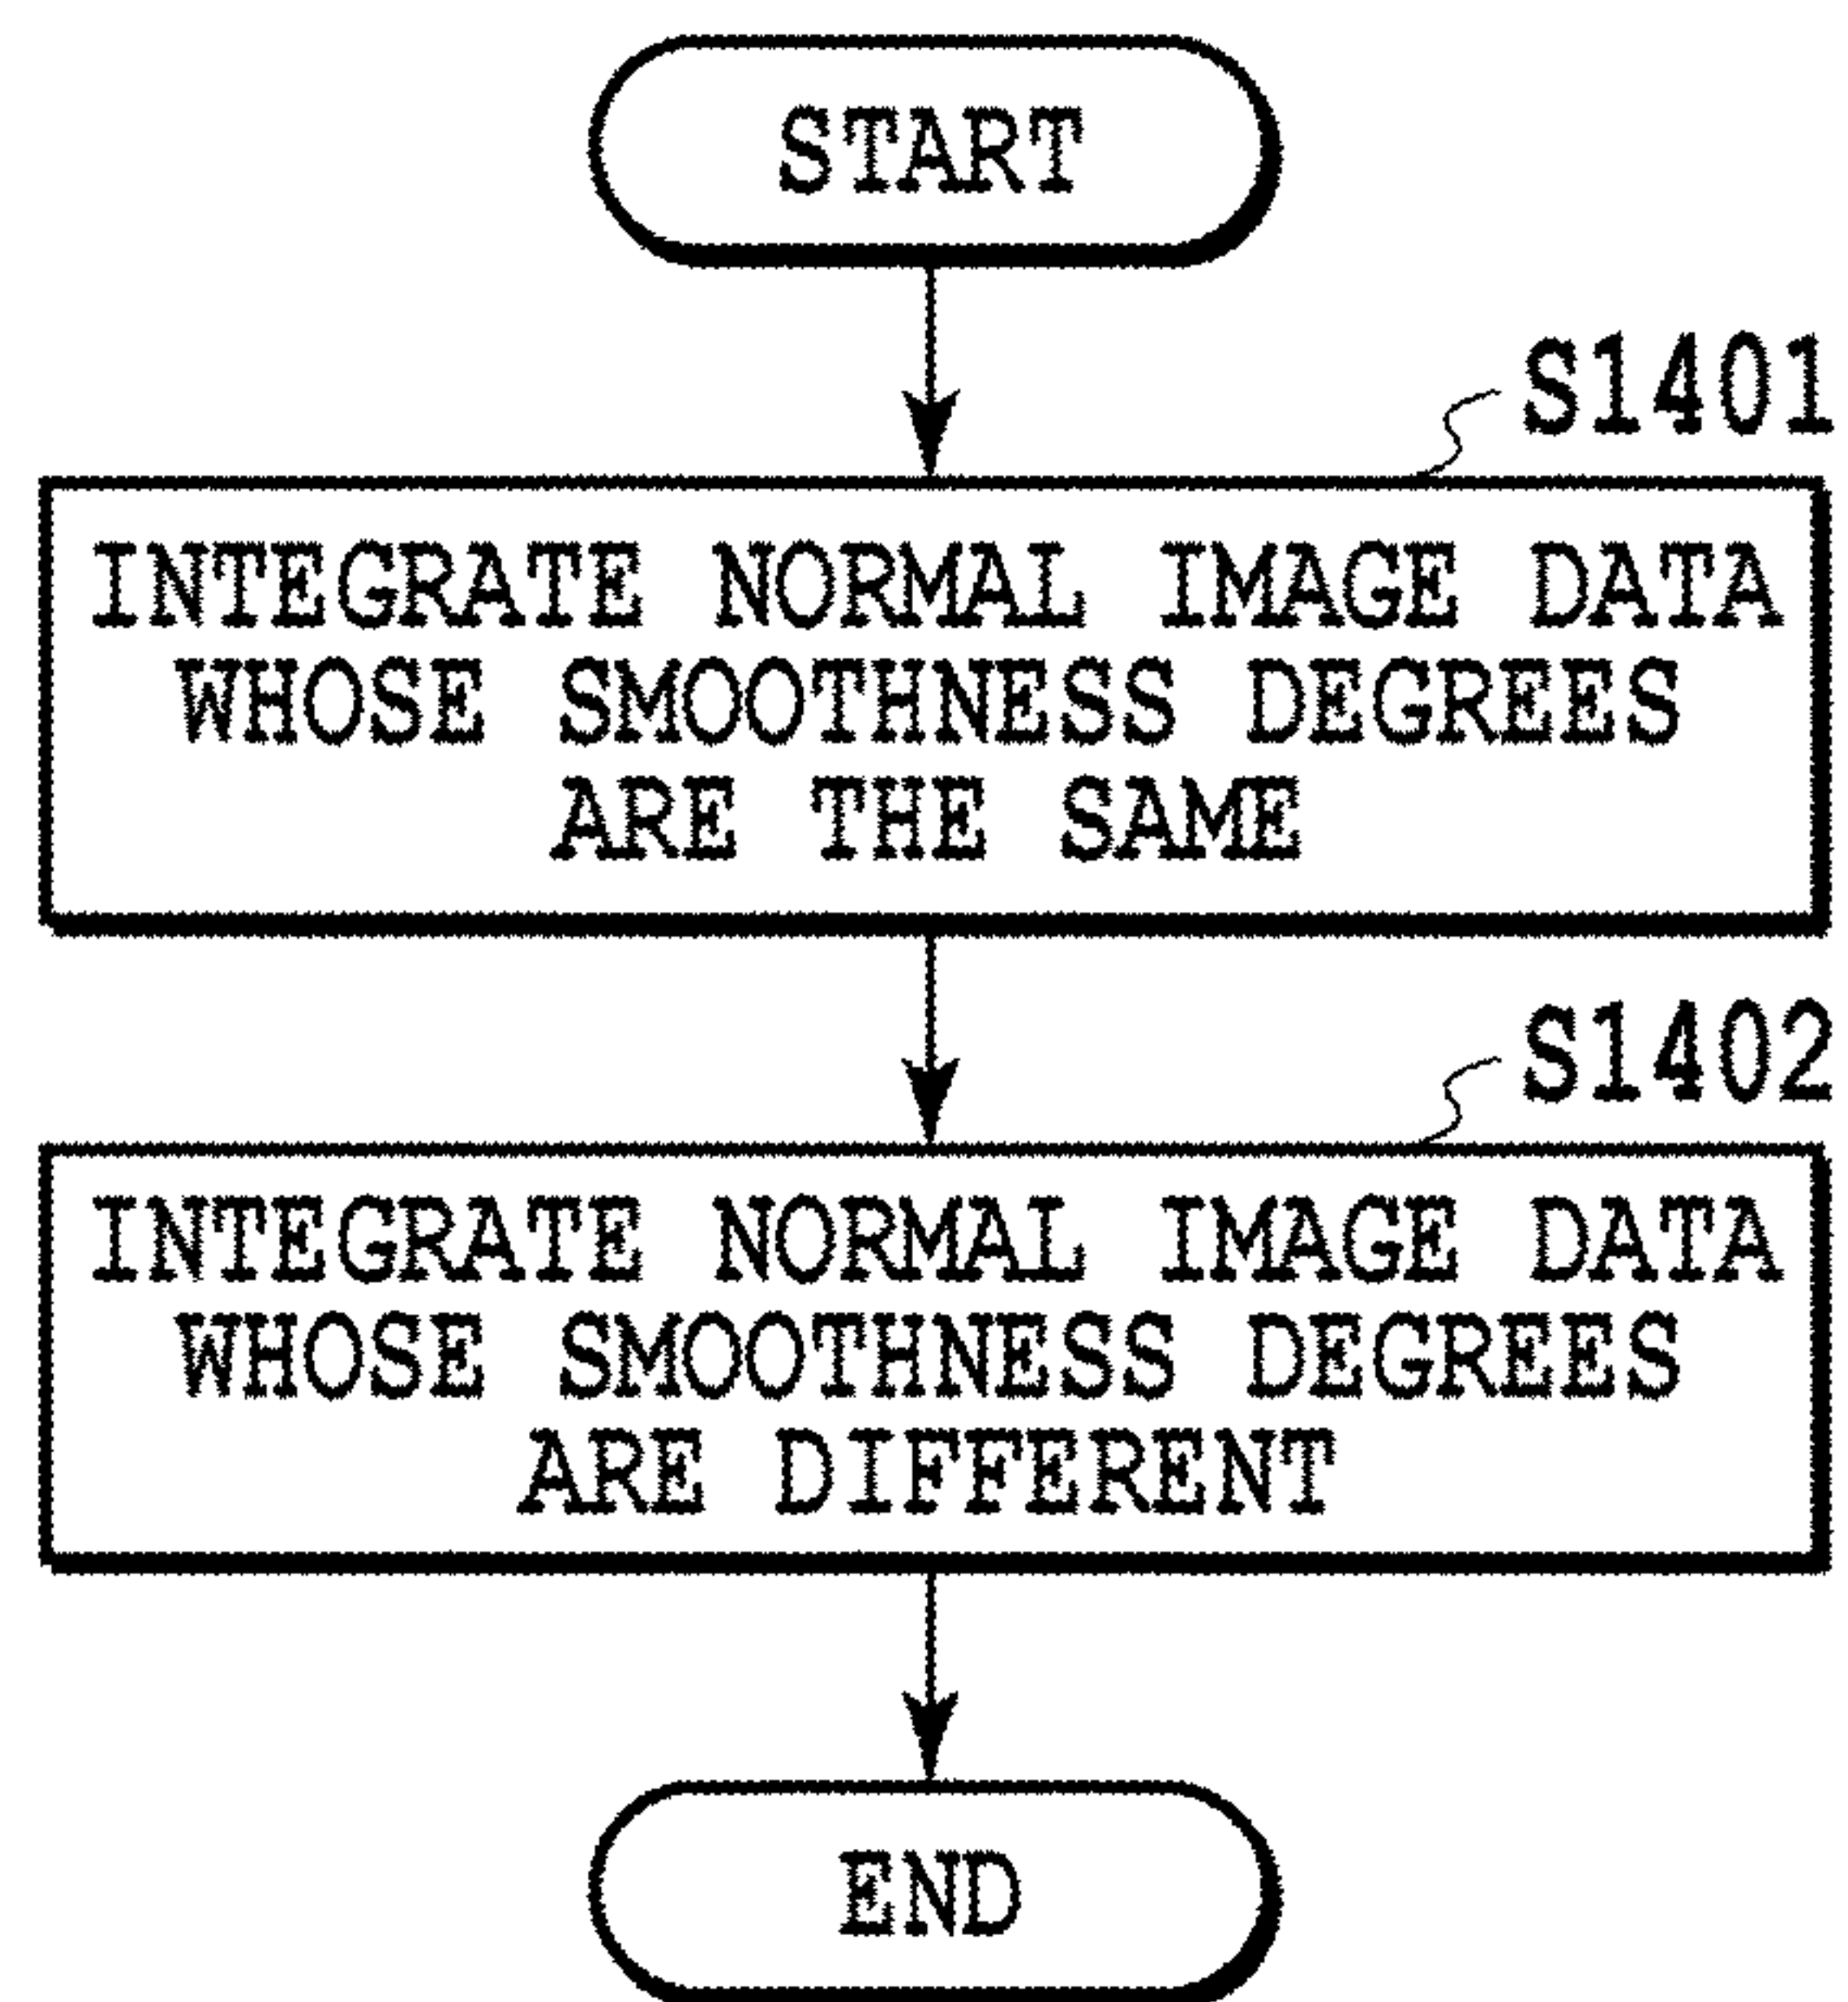 START
S1401
INTEGRATE NORMAL IMAGE DATA
WHOSE SMOOTHNESS DEGREES
ARE THE SAME
S1402
INTEGRATE NORMAL IMAGE DATA
WHOSE SMOOTHNESS DEGREES
ARE DIFFERENT
END